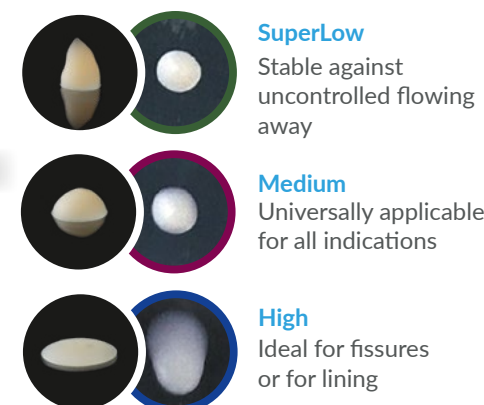 SuperLow
Stable against
uncontrolled flowing
away
Medium
Universally applicable
for all indications
High
Ideal for fissures
or for lining